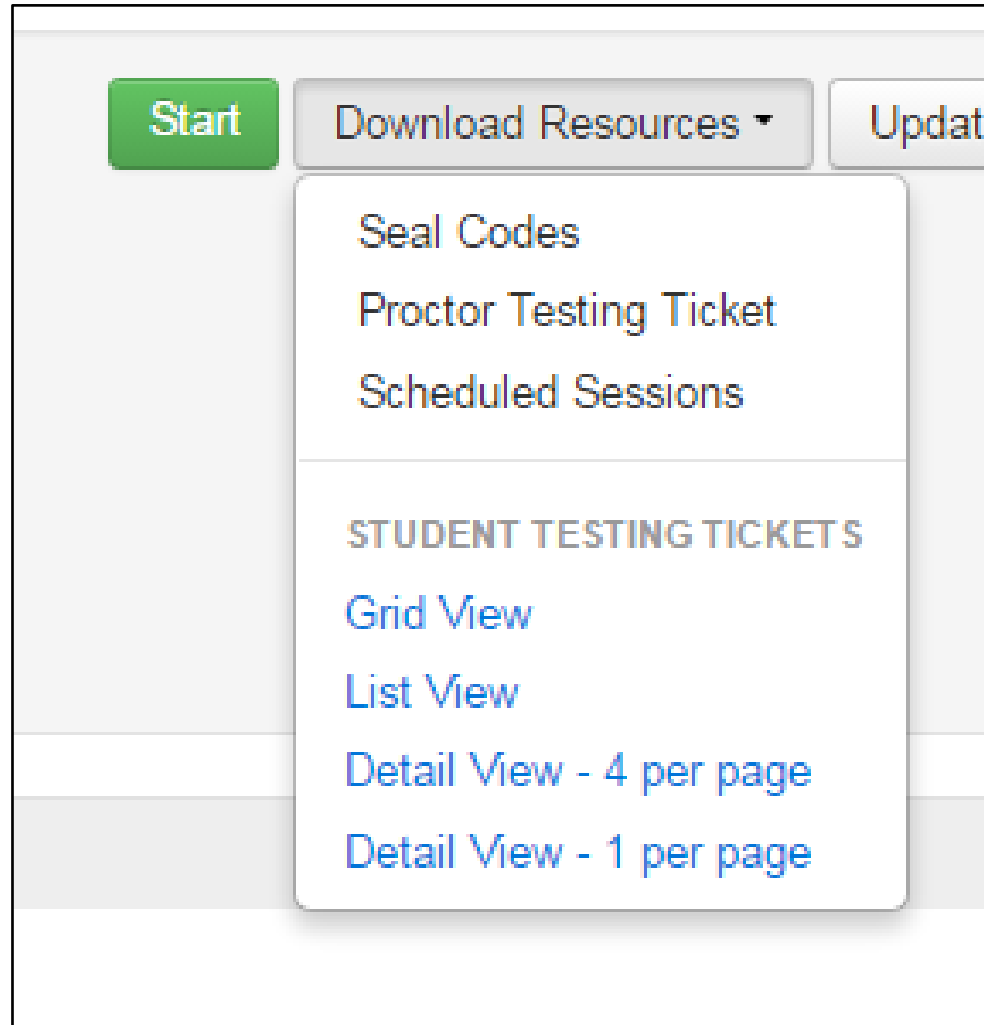 Start Download Resources Updat
Seal Codes
Proctor Testing Ticket
Scheduled Sessions
STUDENT TESTING TICKETS
Grid View
List View
Detail View - 4 per page
Detail View - 1 per page